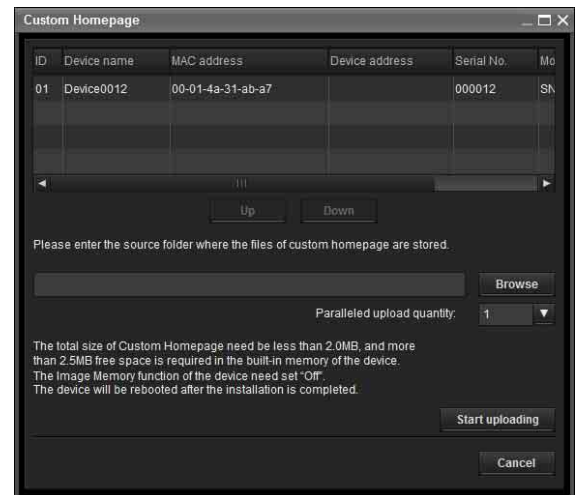 Custom Homepage
ID Device name MAC address Device address Serial No. Mo
01 Device0012 00-01-4a-31-ab-a7 000012 SN
Up Down
Please enter the source folder where the files of custom homepage are stored.
Browse
Paralleled upload quantity: 1
The total size of Custom Homepage need be less than 2.0MB, and more
than 2.5MB free space is required in the built-in memory of the device.
The Image Memory function of the device need set "Off".
The device will be rebooted after the installation is completed.
Start uploading
Cancel